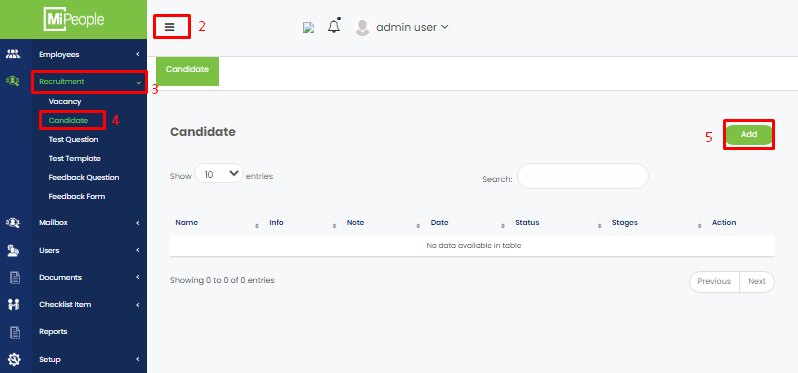 MiPeople
2
admin user
Employees
Recruitment
3
Vacancy
Candidate
4
Test Question
Test Template
Feedback Question
Feedback Form
Mailbox
Users
Documents
Checklist Item
Reports
Setup
Candidate
Candidate
5
Add
Show 10 entries
Search:
Name Info Note Date Status Stages Action
No data available in table
Showing 0 to 0 of 0 entries
Previous Next